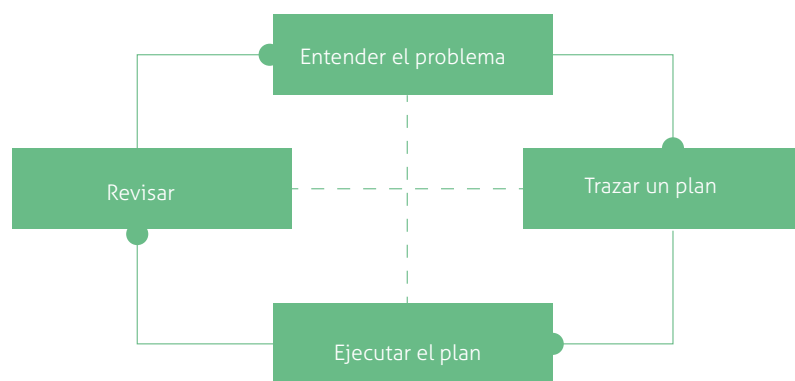 Entender el problema
Revisar
Trazar un plan
Ejecutar el plan